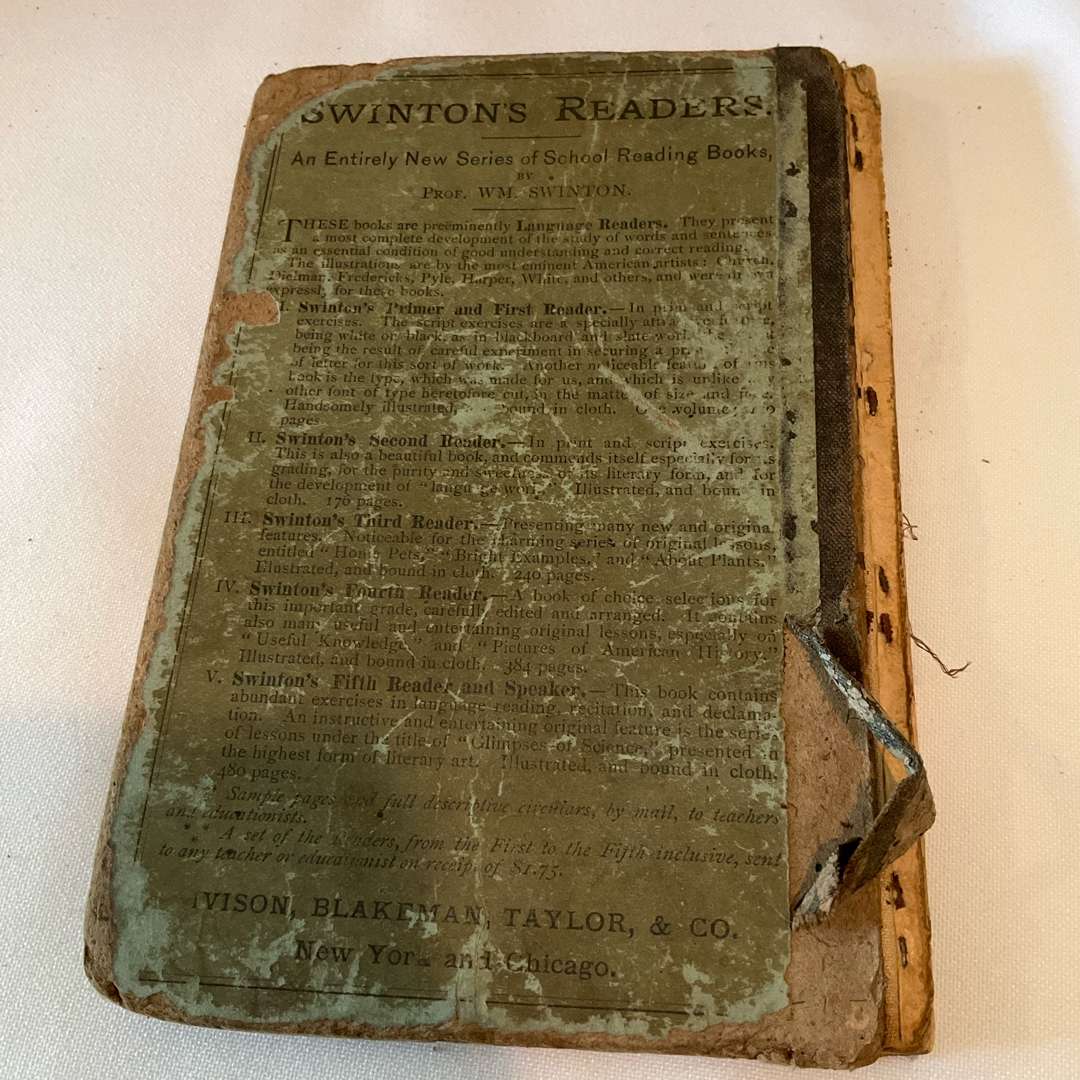 SWINTON'S READERS.
An Entirely New Series of School Reading Books,
BY
PROF. WM. SWINTON.
THESE books are preëminently Language Readers. They present
a most complete development of the study of words and sentences
as an essential condition of good understanding and correct reading.
The illustrations are by the most eminent American artists: Church,
Dielman, Fredericks, Pyle, Harper, White, and others, and were
expressly for these books.
I. Swinton's Primer and First Reader.—In print and script
exercises. The script exercises are a specially
being white on black, as in blackboard and slate work,
being the result of careful experiment in securing a
of letter for this sort of work. Another noticeable feature of this
book is the type, which was made for us, and which is unlike any
other font of type heretofore cut, in the matter of size and
Handsomely illustrated, bound in cloth. One volume;
pages
II. Swinton's Second Reader.—In print and script exercises.
This is also a beautiful book, and commends itself especially for its
grading, for the purity and sweetness of its literary form, and for
the development of "language-work." Illustrated, and bound in
cloth. 176 pages.
III. Swinton's Third Reader.—Presenting many new and original
features. Noticeable for the charming series of original lessons,
entitled "Home Pets," "Bright Examples," and "About Plants."
Illustrated, and bound in cloth. 240 pages.
IV. Swinton's Fourth Reader.—A book of choice selections for
this important grade, carefully edited and arranged. It contains
also many useful and entertaining original lessons, especially on
"Useful Knowledge" and "Pictures of American History."
Illustrated, and bound in cloth. 384 pages.
V. Swinton's Fifth Reader and Speaker.—This book contains
abundant exercises in language reading, recitation, and declama-
tion. An instructive and entertaining original feature is the series
of lessons under the title of "Glimpses of Science," presented in
the highest form of literary art. Illustrated, and bound in cloth.
480 pages.
Sample pages and full descriptive circulars, by mail, to teachers
and educationists.
A set of the Readers, from the First to the Fifth inclusive, sent
to any teacher or educationist on receipt of $1.75.
IVISON, BLAKEMAN, TAYLOR, & CO.
New York and Chicago.